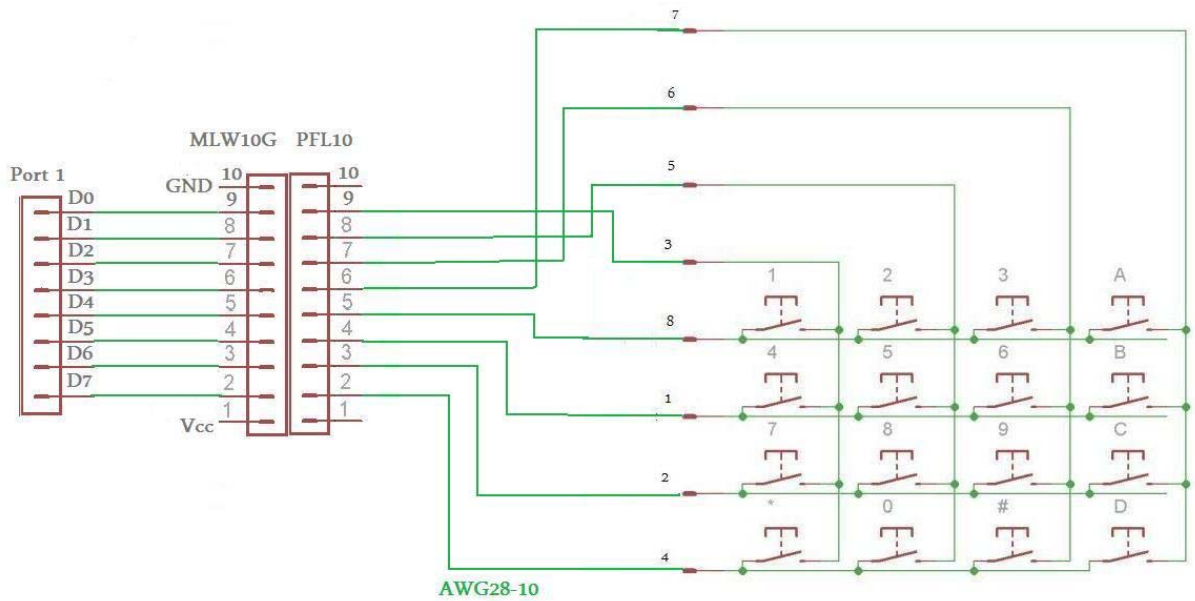 7
6
MLW10G PFL10
5
Port 1
GND 10 10
D0 9 9
D1 8 8
D2 7 7
D3 6 6
D4 5 5
D5 4 4
D6 3 3
D7 2 2
Vcc 1 1
3
1 2 3 A
8
4 5 6 B
1
7 8 9 C
2
* 0 # D
4
AWG28-10